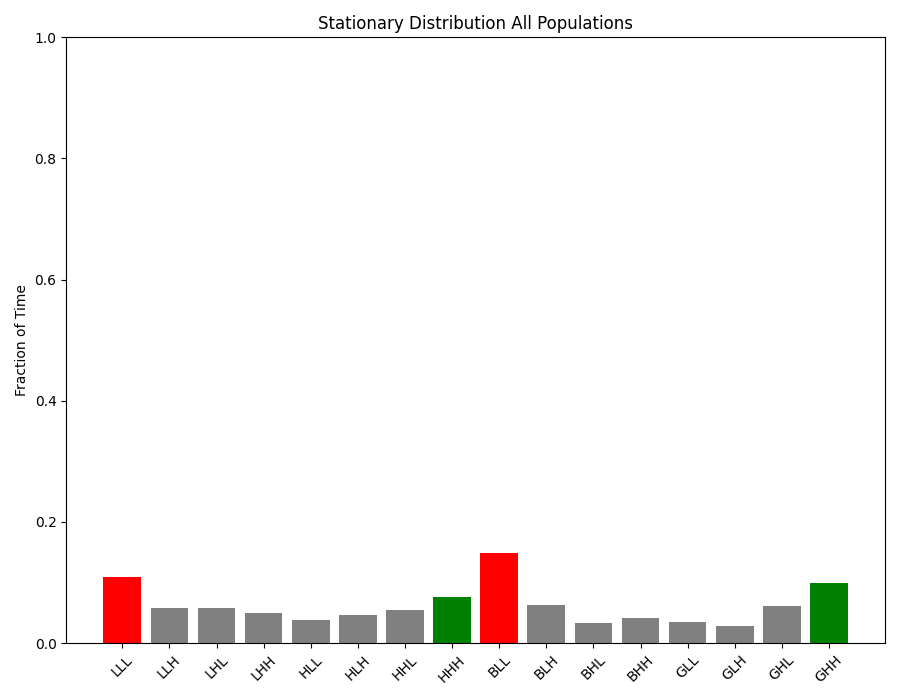 Stationary Distribution All Populations
Fraction of Time
1.0
0.8
0.6
0.4
0.2
0.0
LLL LLH LHL LHH HLL HLH HHL HHH BLL BLH BHL BHH GLL GLH GHL GHH